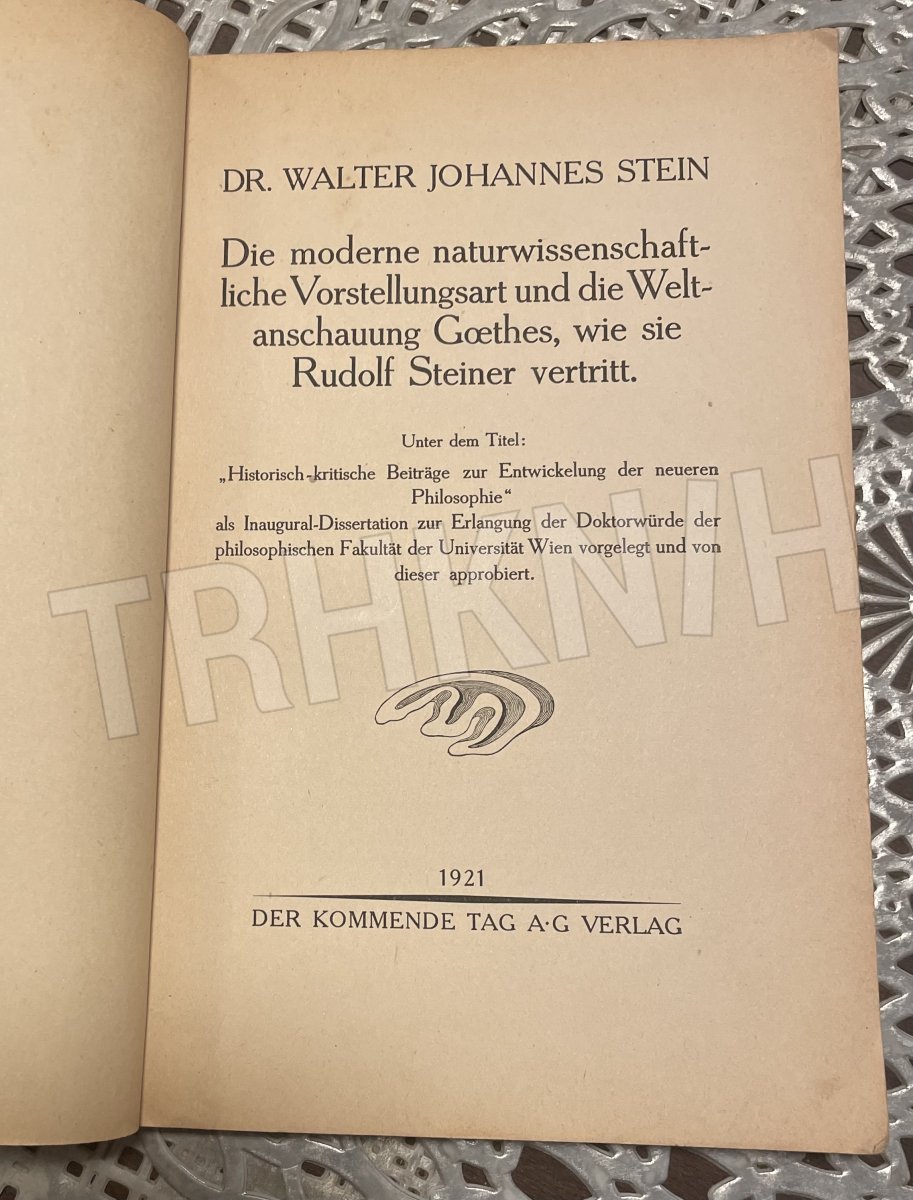 DR. WALTER JOHANNES STEIN
Die moderne naturwissenschaft-
liche Vorstellungsart und die Welt-
anschauung Gœthes, wie sie
Rudolf Steiner vertritt.
Unter dem Titel:
„Historisch-kritische Beiträge zur Entwickelung der neueren
Philosophie“
als Inaugural-Dissertation zur Erlangung der Doktorwürde der
philosophischen Fakultät der Universität Wien vorgelegt und von
dieser approbiert.
TRHKNIH
1921
DER KOMMENDE TAG A·G VERLAG